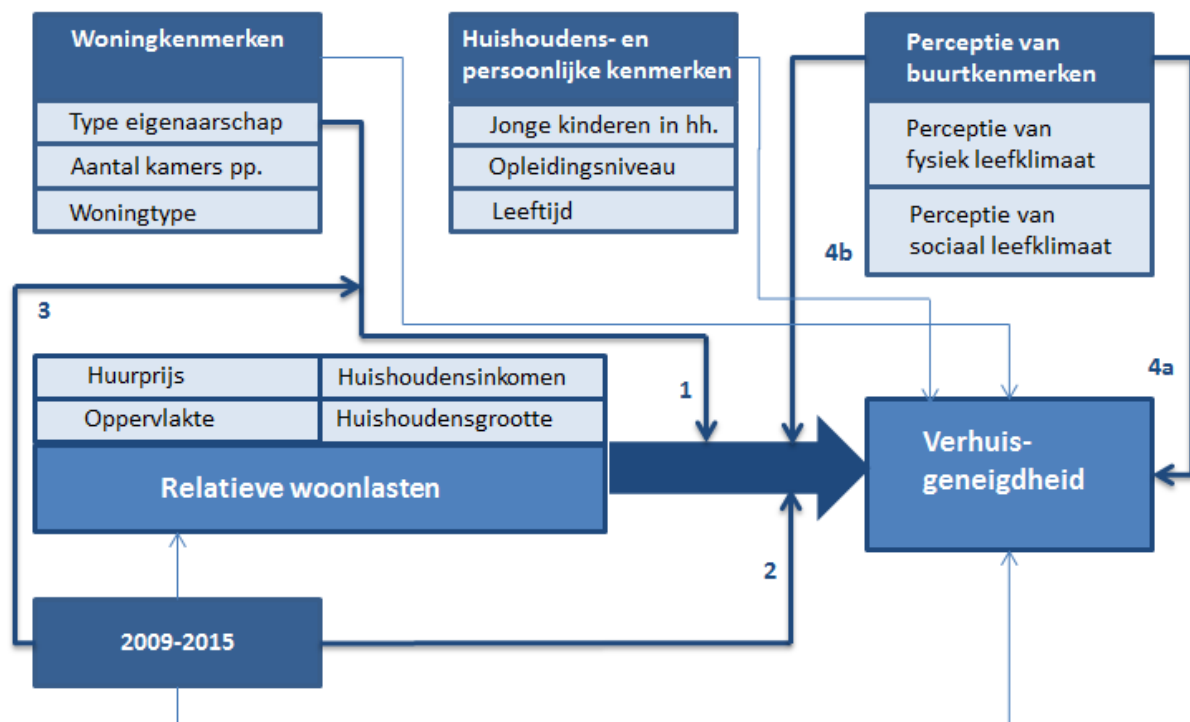 Woningkenmerken
Type eigenaarschap
Aantal kamers pp.
Woningtype
Huishoudens- en
persoonlijke kenmerken
Jonge kinderen in hh.
Opleidingsniveau
Leeftijd
Perceptie van
buurtkenmerken
Perceptie van
fysiek leefklimaat
Perceptie van
sociaal leefklimaat
4b
3
4a
1
Huurprijs
Huishoudensinkomen
Oppervlakte
Huishoudensgrootte
Relatieve woonlasten
Verhuis-
geneigdheid
2
2009-2015